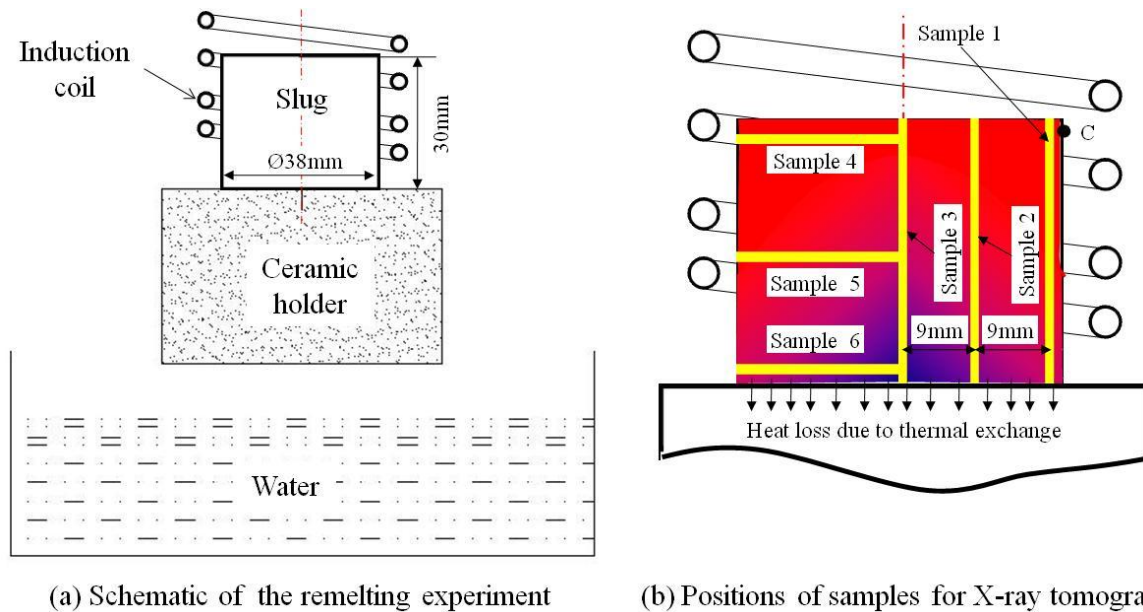 Induction
coil
Slug
Ø38mm
30mm
Ceramic
holder
Water
(a) Schematic of the remelting experiment
Sample 1
C
Sample 4
Sample 3
Sample 2
Sample 5
9mm
9mm
Sample 6
Heat loss due to thermal exchange
(b) Positions of samples for X-ray tomogra